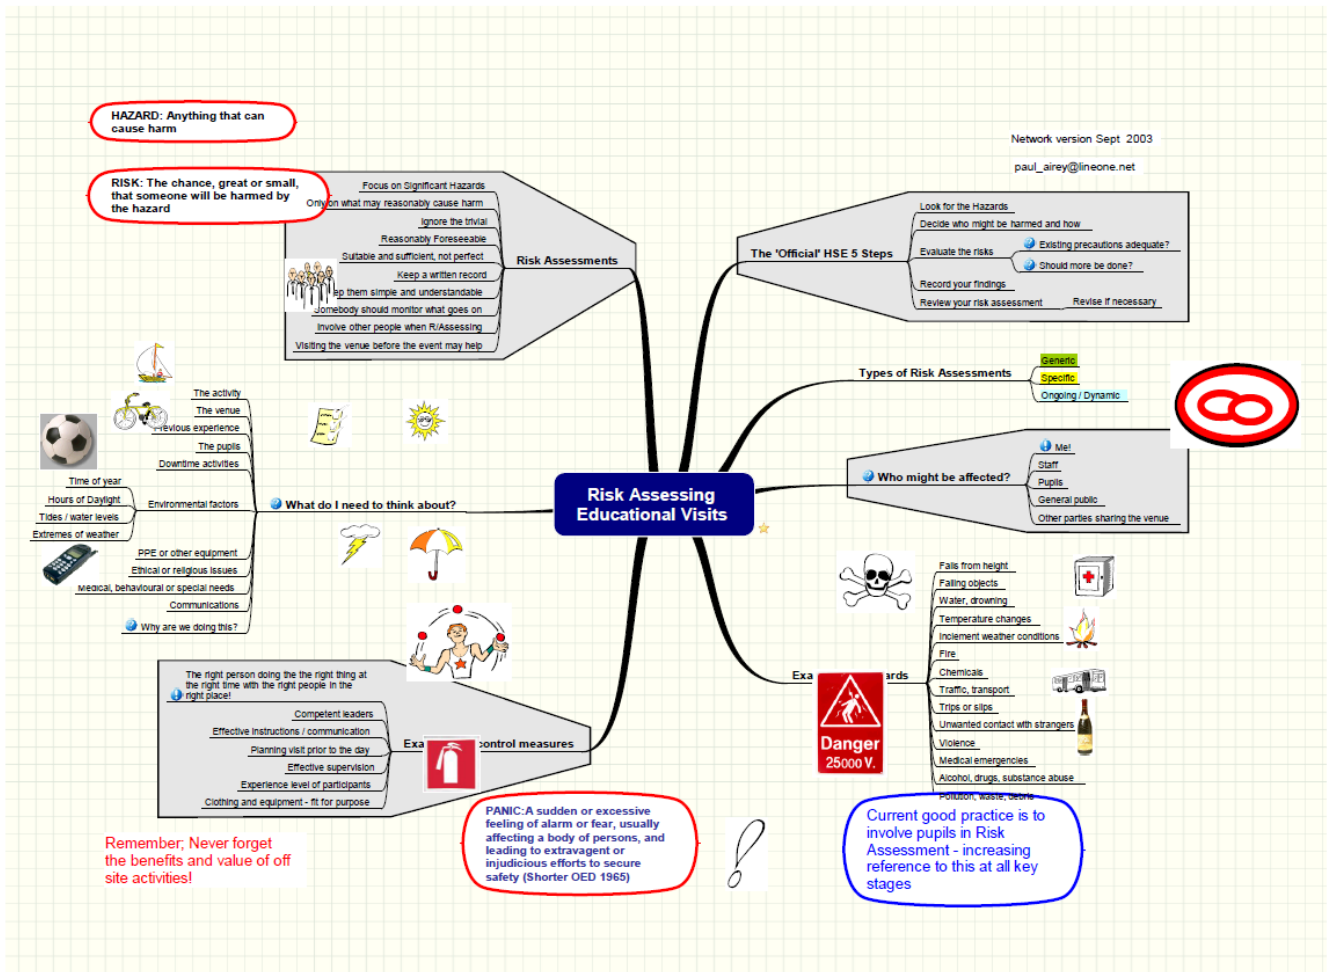 HAZARD: Anything that can
cause harm
RISK: The chance, great or small,
that someone will be harmed by
the hazard
Network version Sept 2003
paul_airey@lineone.net
Risk Assessing
Educational Visits
Risk Assessments
Focus on Significant Hazards
Only on what may reasonably cause harm
Ignore the trivial
Reasonably Foreseeable
Suitable and sufficient, not perfect
Keep a written record
them simple and understandable
Somebody should monitor what goes on
Involve other people when R/Assessing
Visiting the venue before the event may help
The 'Official' HSE 5 Steps
Look for the Hazards
Decide who might be harmed and how
Evaluate the risks
Existing precautions adequate?
Should more be done?
Record your findings
Review your risk assessment
Revise if necessary
Types of Risk Assessments
Generic
Specific
Ongoing / Dynamic
Who might be affected?
Me!
Staff
Pupils
General public
Other parties sharing the venue
What do I need to think about?
The activity
The venue
Previous experience
The pupils
Downtime activities
Environmental factors
Time of year
Hours of Daylight
Tides / water levels
Extremes of weather
PPE or other equipment
Ethical or religious issues
Medical, behavioural or special needs
Communications
Why are we doing this?
Falls from height
Falling objects
Water, drowning
Temperature changes
Inclement weather conditions
Fire
Chemicals
Traffic, transport
Trips or slips
Unwanted contact with strangers
Violence
Medical emergencies
Alcohol, drugs, substance abuse
Pollution, waste, debris
Danger
25000 V.
control measures
The right person doing the the right thing at
the right time with the right people in the
right place!
Competent leaders
Effective instructions / communication
Planning visit prior to the day
Effective supervision
Experience level of participants
Clothing and equipment - fit for purpose
Remember; Never forget
the benefits and value of off
site activities!
PANIC:A sudden or excessive
feeling of alarm or fear, usually
affecting a body of persons, and
leading to extravagent or
injudicious efforts to secure
safety (Shorter OED 1965)
Current good practice is to
involve pupils in Risk
Assessment - increasing
reference to this at all key
stages